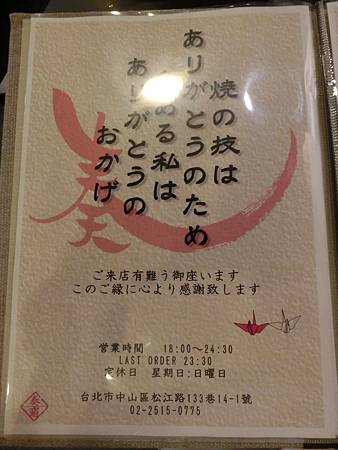 焼の技は
ありがとうのため
ある私は
ありがとうの
おかげ
ご来店有難う御座います
このご縁に心より感謝致します
営業時間 18:00～24:30
LAST ORDER 23:30
定休日 星期日:日曜日
台北市中山區松江路133巷14-1號
02-2515-0775